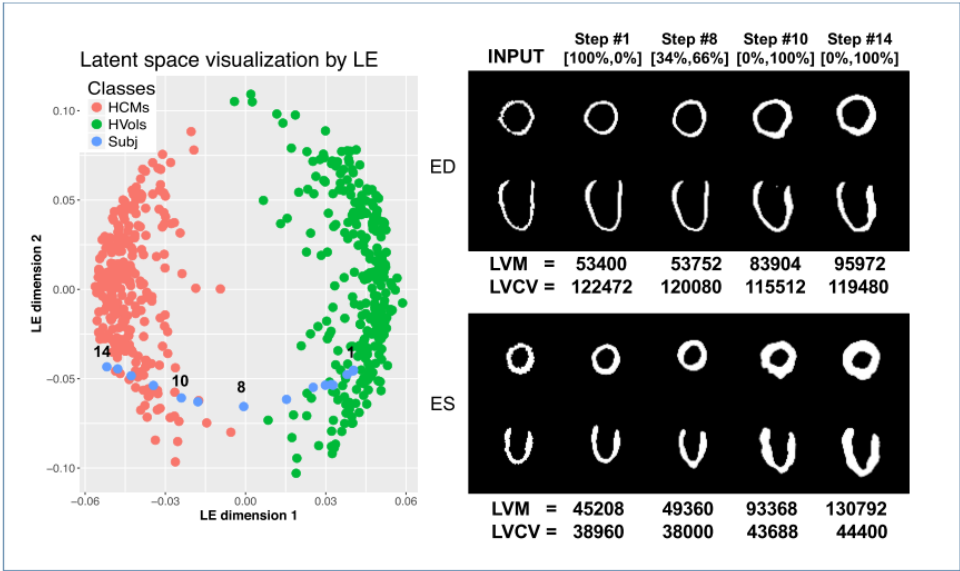 Latent space visualization by LE
Classes
HCMs
HVols
Subj
0.10
0.05
0.00
−0.05
−0.10
LE dimension 2
14
10
8
1
−0.06 −0.03 0.00 0.03 0.06
LE dimension 1
INPUT Step #1 Step #8 Step #10 Step #14
[100%,0%] [34%,66%] [0%,100%] [0%,100%]
ED
LVM = 53400 53752 83904 95972
LVCV = 122472 120080 115512 119480
ES
LVM = 45208 49360 93368 130792
LVCV = 38960 38000 43688 44400